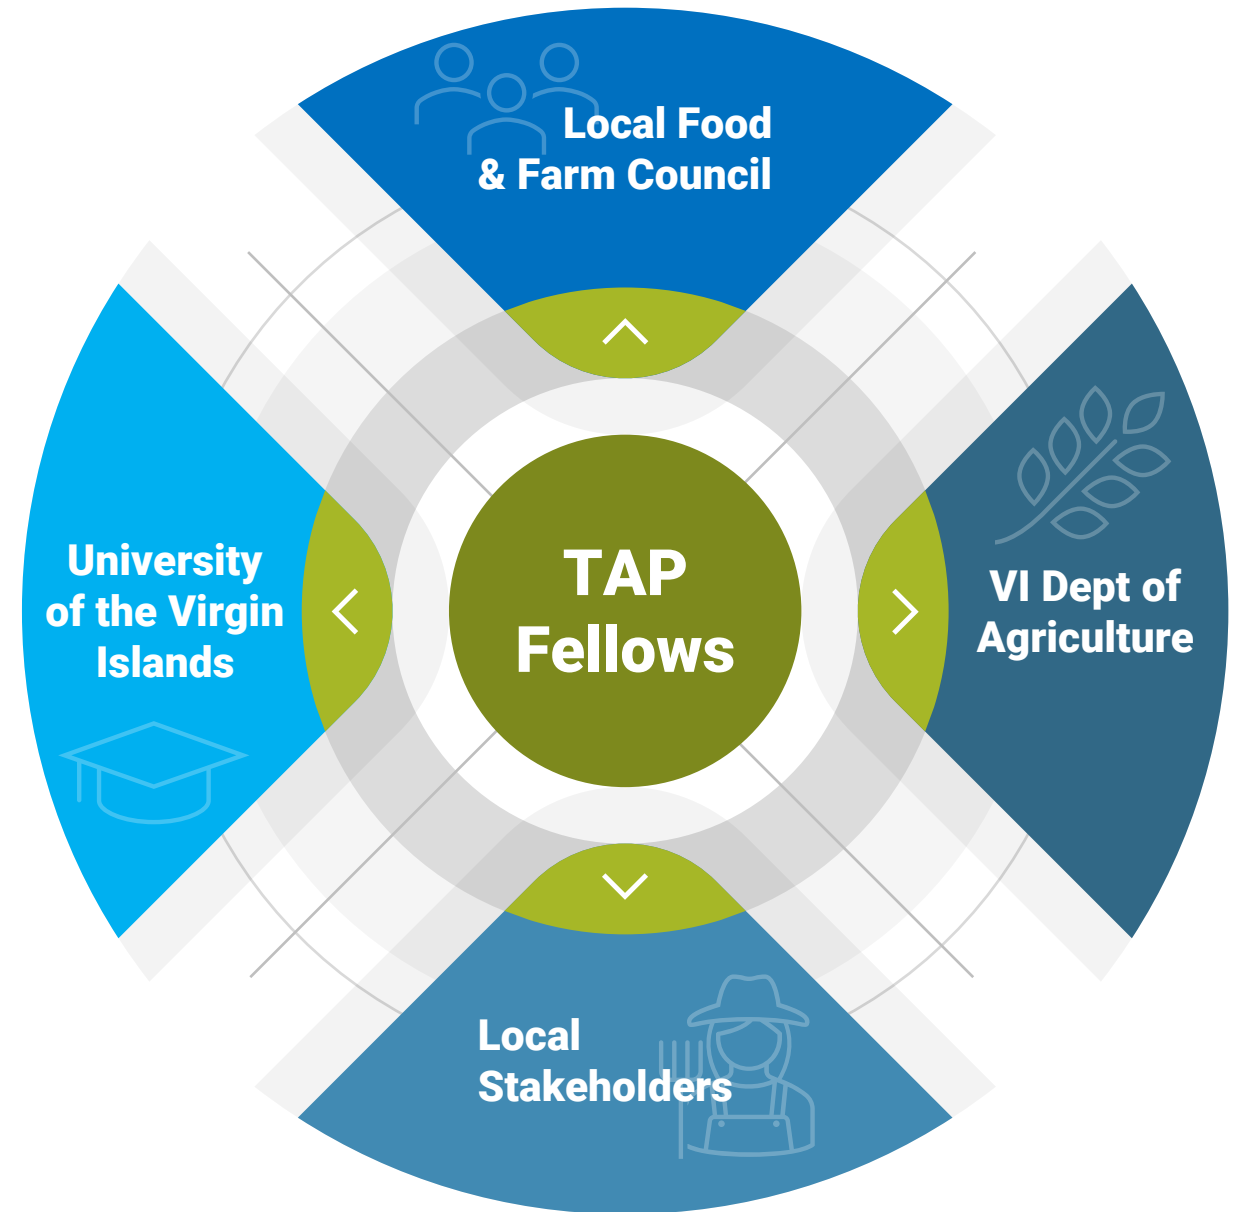 Local Food
& Farm Council
University
of the Virgin
Islands
TAP
Fellows
VI Dept of
Agriculture
Local
Stakeholders